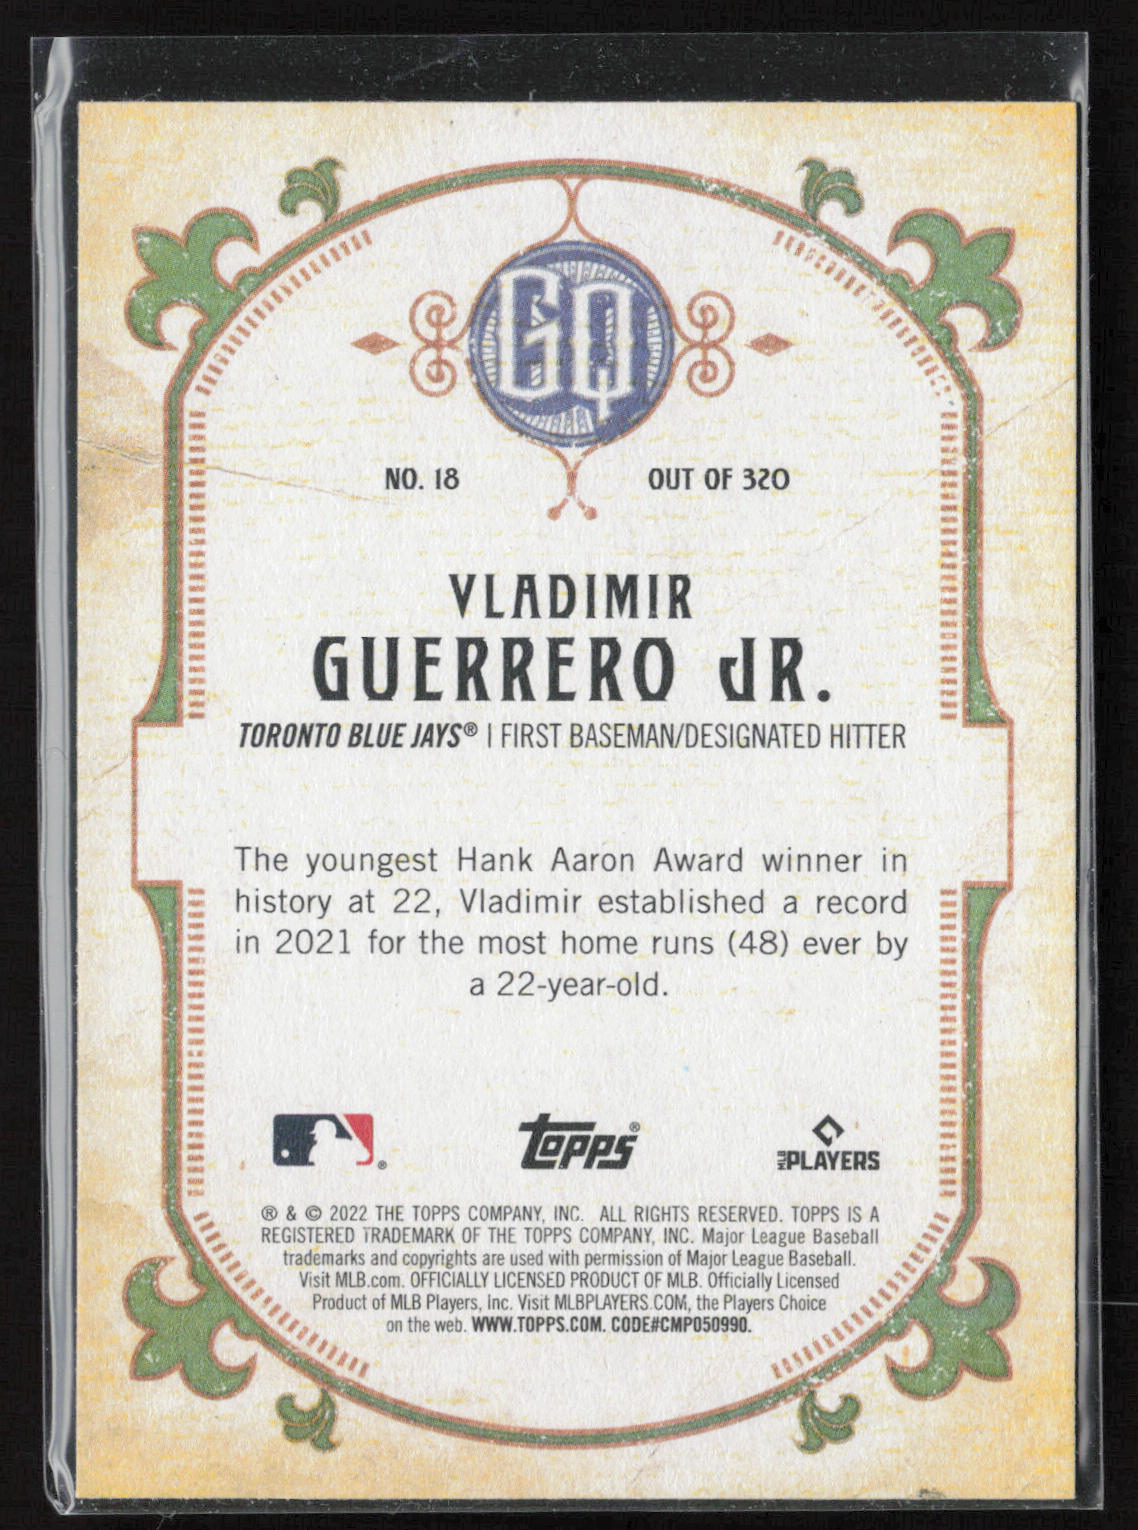 GQ
NO. 18 OUT OF 320
VLADIMIR
GUERRERO JR.
TORONTO BLUE JAYS® | FIRST BASEMAN/DESIGNATED HITTER
The youngest Hank Aaron Award winner in
history at 22, Vladimir established a record
in 2021 for the most home runs (48) ever by
a 22-year-old.
®
Topps®
MLB PLAYERS
® & © 2022 THE TOPPS COMPANY, INC. ALL RIGHTS RESERVED. TOPPS IS A
REGISTERED TRADEMARK OF THE TOPPS COMPANY, INC. Major League Baseball
trademarks and copyrights are used with permission of Major League Baseball.
Visit MLB.com. OFFICIALLY LICENSED PRODUCT OF MLB. Officially Licensed
Product of MLB Players, Inc. Visit MLBPLAYERS.COM, the Players Choice
on the web. WWW.TOPPS.COM. CODE#CMP050990.